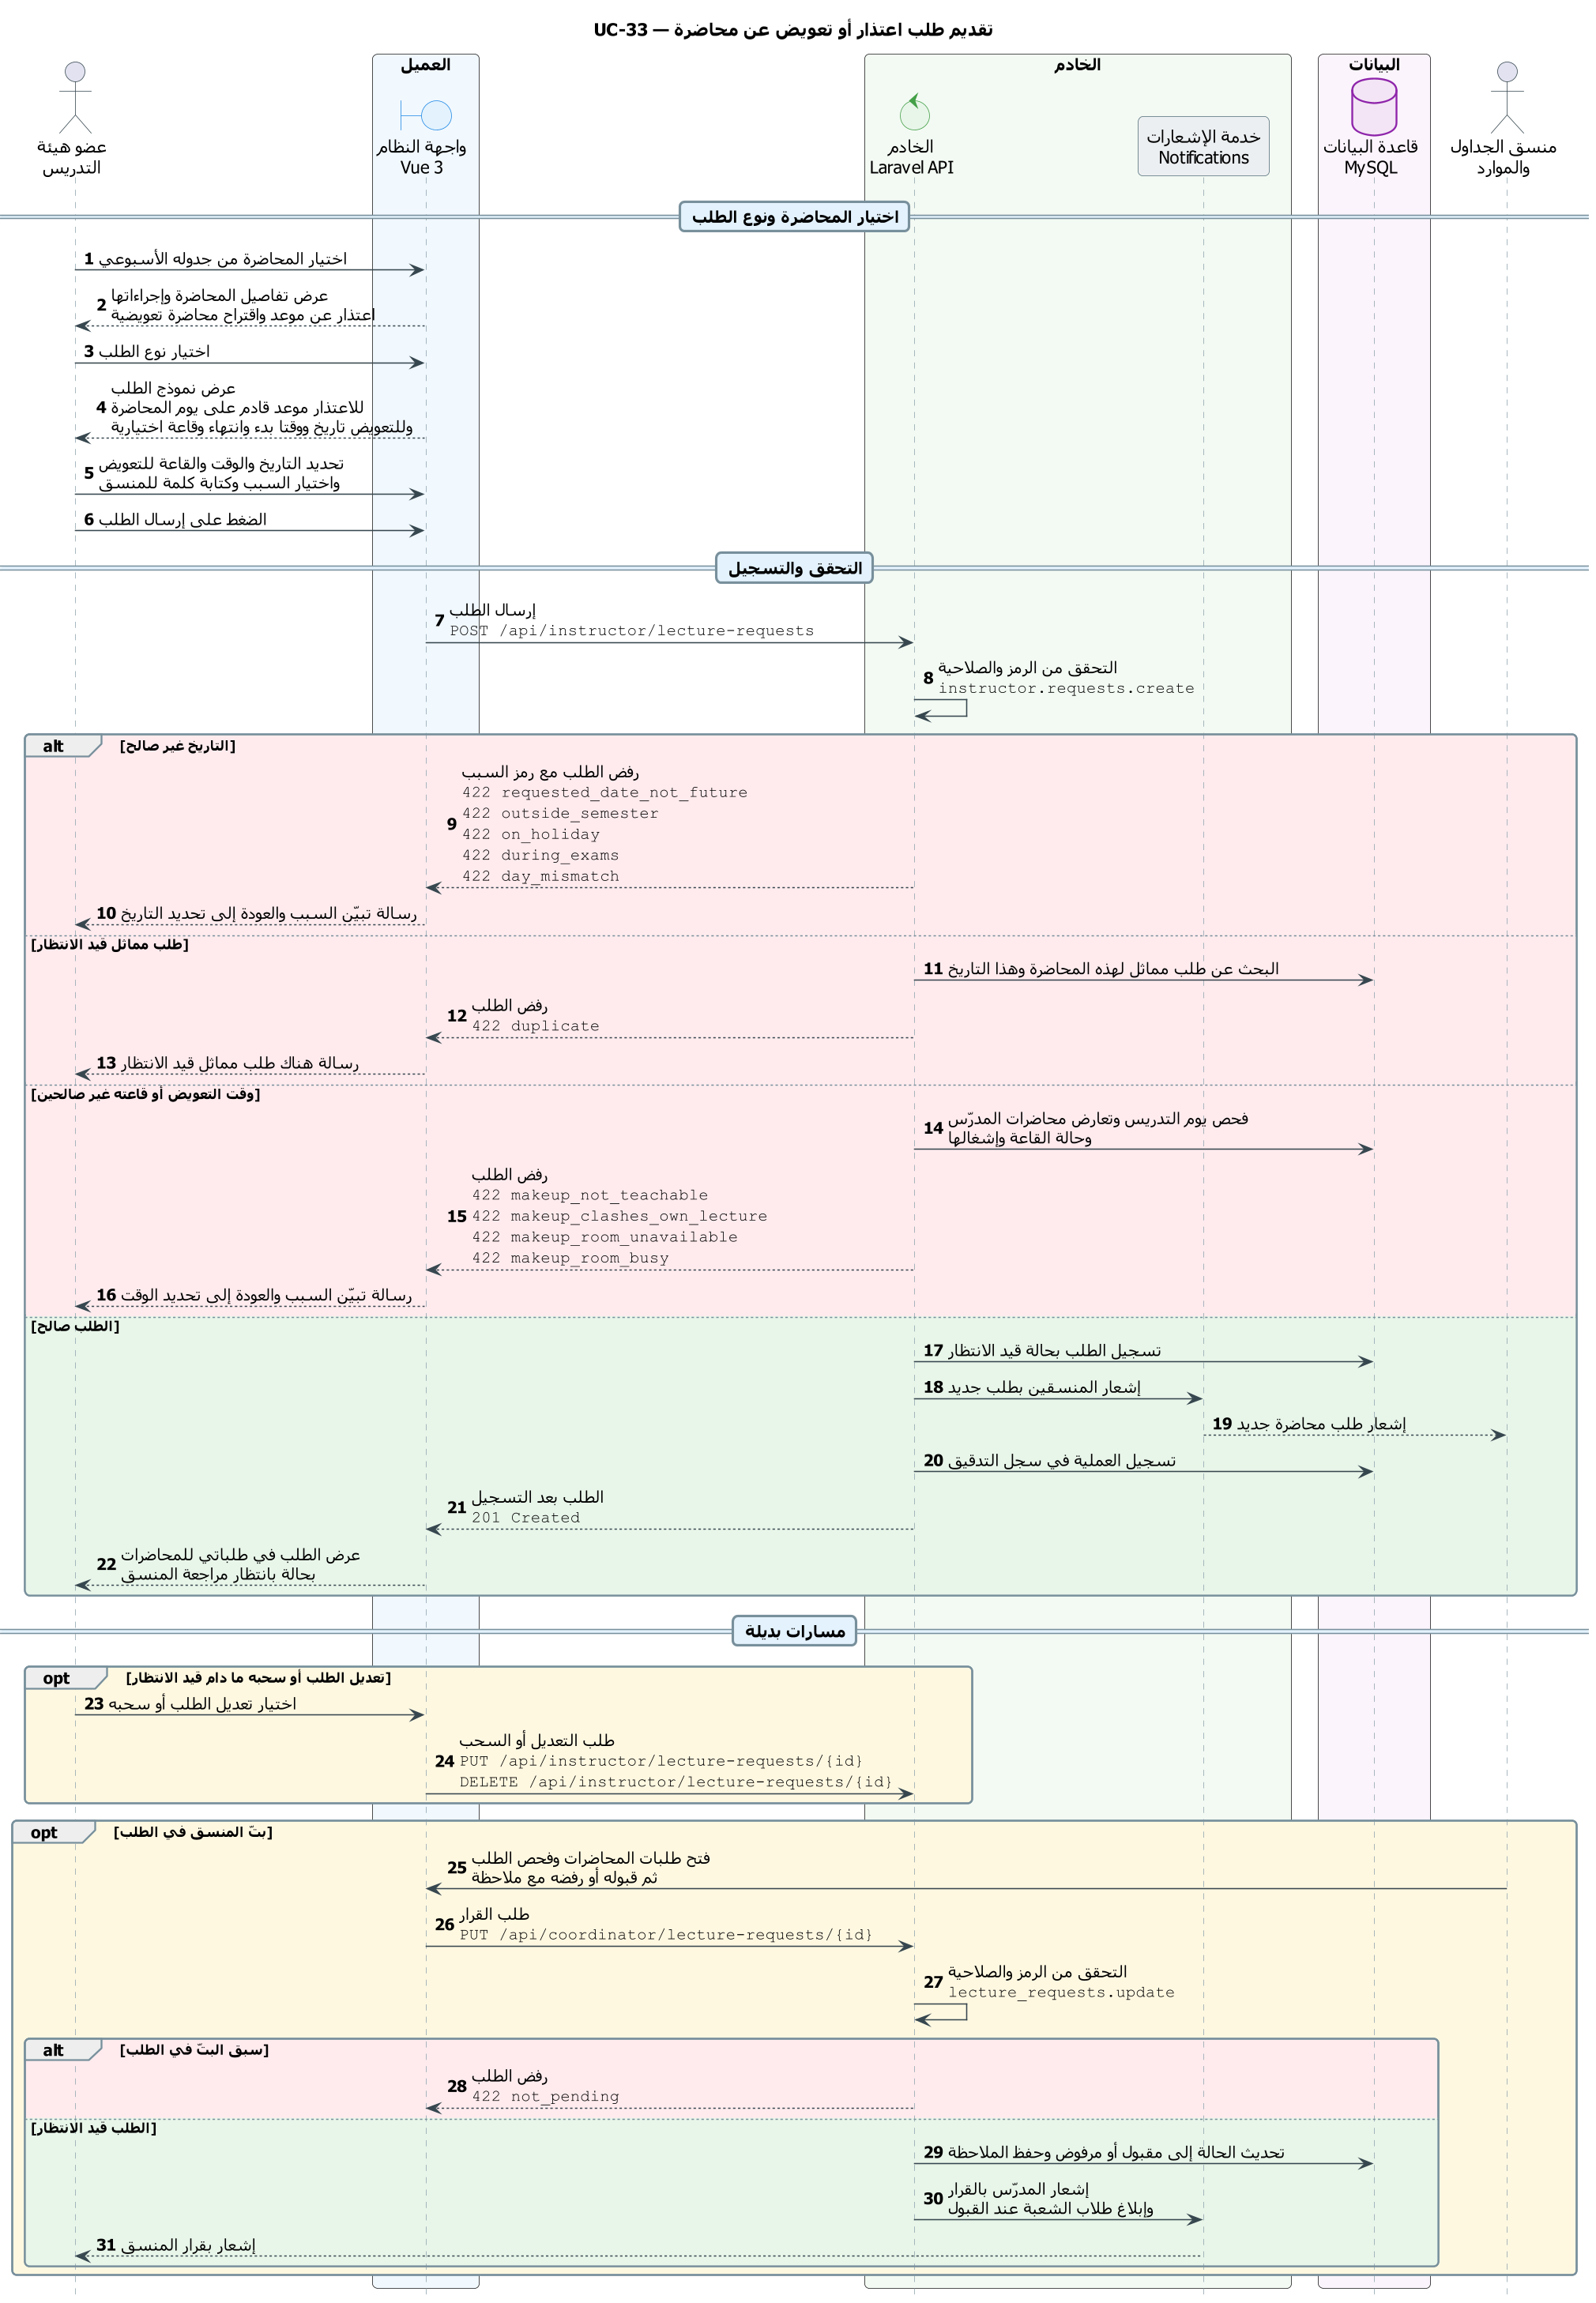 UC-33 — تقديم طلب اعتذار أو تعويض عن محاضرة
العميل
الخادم
البيانات
عضو هيئة
التدريس
واجهة النظام
Vue 3
الخادم
Laravel API
خدمة الإشعارات
Notifications
قاعدة البيانات
MySQL
منسق الجداول
والموارد
اختيار المحاضرة ونوع الطلب
1 اختيار المحاضرة من جدوله الأسبوعي
2 عرض تفاصيل المحاضرة وإجراءاتها
اعتذار عن موعد واقتراح محاضرة تعويضية
3 اختيار نوع الطلب
4 عرض نموذج الطلب
للاعتذار موعد قادم على يوم المحاضرة
وللتعويض تاريخ ووقتا بدء وانتهاء وقاعة اختيارية
5 تحديد التاريخ والوقت والقاعة للتعويض
واختيار السبب وكتابة كلمة للمنسق
6 الضغط على إرسال الطلب
التحقق والتسجيل
7 إرسال الطلب
POST /api/instructor/lecture-requests
8 التحقق من الرمز والصلاحية
instructor.requests.create
alt [التاريخ غير صالح]
9 رفض الطلب مع رمز السبب
422 requested_date_not_future
422 outside_semester
422 on_holiday
422 during_exams
422 day_mismatch
10 رسالة تبيّن السبب والعودة إلى تحديد التاريخ
[طلب مماثل قيد الانتظار]
11 البحث عن طلب مماثل لهذه المحاضرة وهذا التاريخ
12 رفض الطلب
422 duplicate
13 رسالة هناك طلب مماثل قيد الانتظار
[وقت التعويض أو قاعته غير صالحين]
14 فحص يوم التدريس وتعارض محاضرات المدرّس
وحالة القاعة وإشغالها
15 رفض الطلب
422 makeup_not_teachable
422 makeup_clashes_own_lecture
422 makeup_room_unavailable
422 makeup_room_busy
16 رسالة تبيّن السبب والعودة إلى تحديد الوقت
[الطلب صالح]
17 تسجيل الطلب بحالة قيد الانتظار
18 إشعار المنسقين بطلب جديد
19 إشعار طلب محاضرة جديد
20 تسجيل العملية في سجل التدقيق
21 الطلب بعد التسجيل
201 Created
22 عرض الطلب في طلباتي للمحاضرات
بحالة بانتظار مراجعة المنسق
مسارات بديلة
opt [تعديل الطلب أو سحبه ما دام قيد الانتظار]
23 اختيار تعديل الطلب أو سحبه
24 طلب التعديل أو السحب
PUT /api/instructor/lecture-requests/{id}
DELETE /api/instructor/lecture-requests/{id}
opt [بتّ المنسق في الطلب]
25 فتح طلبات المحاضرات وفحص الطلب
ثم قبوله أو رفضه مع ملاحظة
26 طلب القرار
PUT /api/coordinator/lecture-requests/{id}
27 التحقق من الرمز والصلاحية
lecture_requests.update
alt [سبق البتّ في الطلب]
28 رفض الطلب
422 not_pending
[الطلب قيد الانتظار]
29 تحديث الحالة إلى مقبول أو مرفوض وحفظ الملاحظة
30 إشعار المدرّس بالقرار
وإبلاغ طلاب الشعبة عند القبول
31 إشعار بقرار المنسق